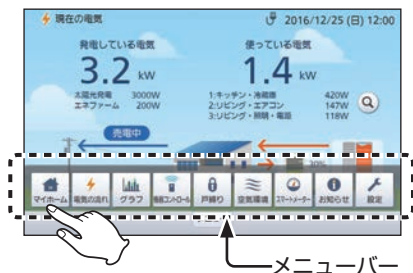 現在の電気
2016/12/25 (日) 12:00
発電している電気
使っている電気
3.2 kW
1.4 kW
太陽光発電 3000W
エネファーム 200W
1:キッチン・冷蔵庫 420W
2:リビング・エアコン 147W
3:リビング・照明・電話 118W
売電中
30%
マイホーム
電気の流れ
グラフ
機器コントロール
戸締り
空気環境
スマートメーター
お知らせ
設定
メニューバー